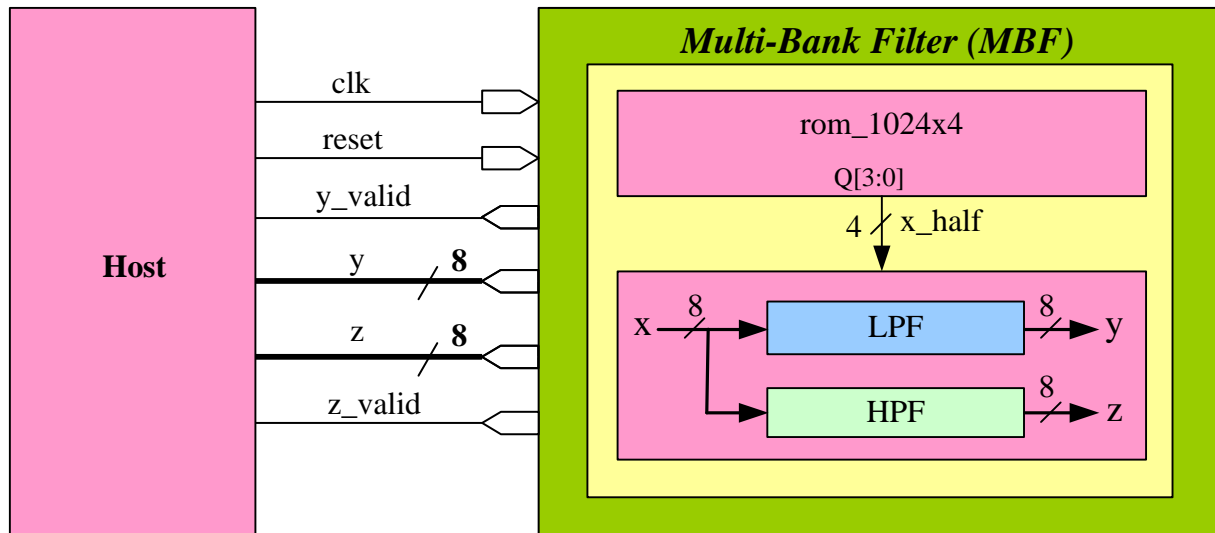 Multi-Bank Filter (MBF)
clk
rom_1024x4
reset
Q[3:0]
y_valid
4 x_half
Host
y 8
x 8 LPF 8 y
z 8
z_valid
HPF 8 z